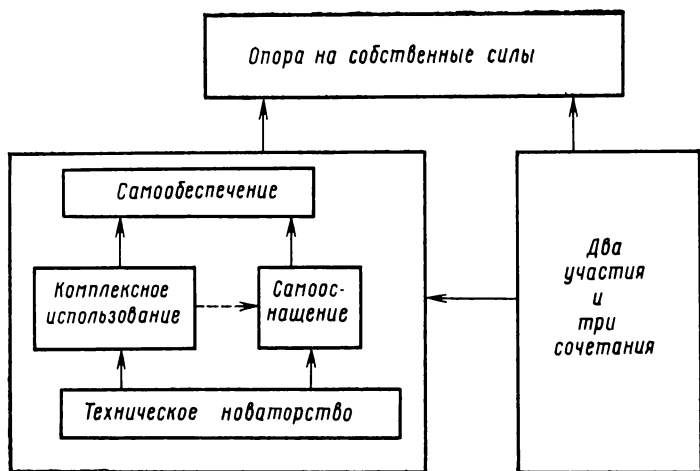 Опора на собственные силы
Самообеспечение
Комплексное
использование
Самоос-
нащение
Техническое новаторство
Два
участия
и
три
сочетания